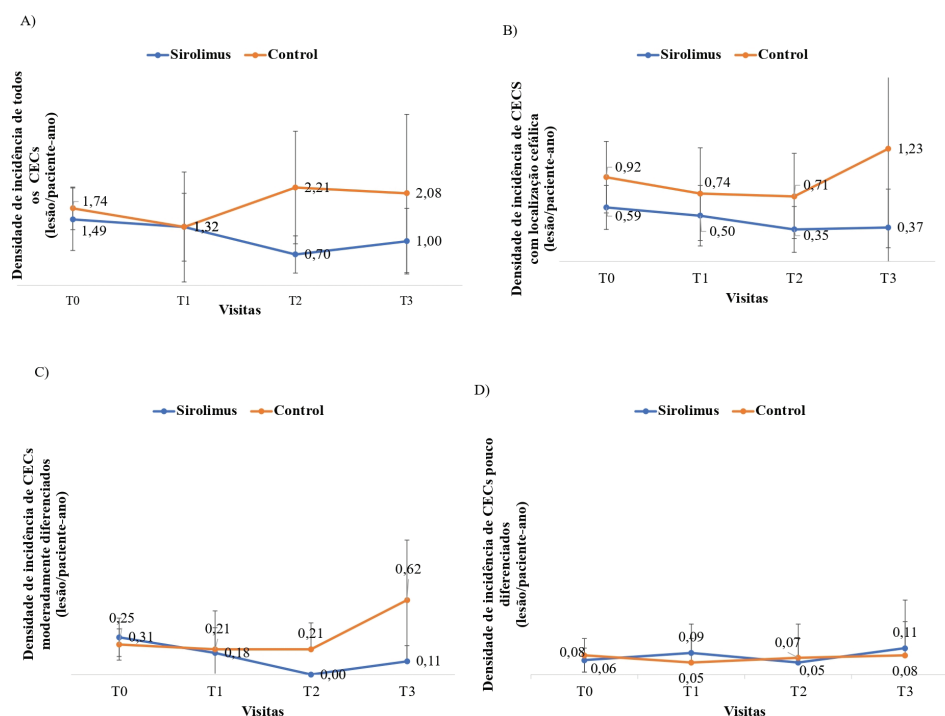 A)
Sirolimus Control
Densidade de incidência de todos
os CECs
(lesão/paciente-ano)
1,74
1,49
1,32
2,21
0,70
2,08
1,00
T0 T1 T2 T3
Visitas
B)
Sirolimus Control
Densidade de incidência de CECS
com localização cefálica
(lesão/paciente-ano)
0,92
0,59
0,74
0,50
0,71
0,35
1,23
0,37
T0 T1 T2 T3
Visitas
C)
Sirolimus Control
Densidade de incidência de CECs
moderadamente diferenciados
(lesão/paciente-ano)
0,25
0,31
0,21
0,18
0,21
0,00
0,62
0,11
T0 T1 T2 T3
Visitas
D)
Sirolimus Control
Densidade de incidência de CECs pouco
diferenciados
(lesão/paciente-ano)
0,08
0,06
0,09
0,05
0,07
0,05
0,11
0,08
T0 T1 T2 T3
Visitas